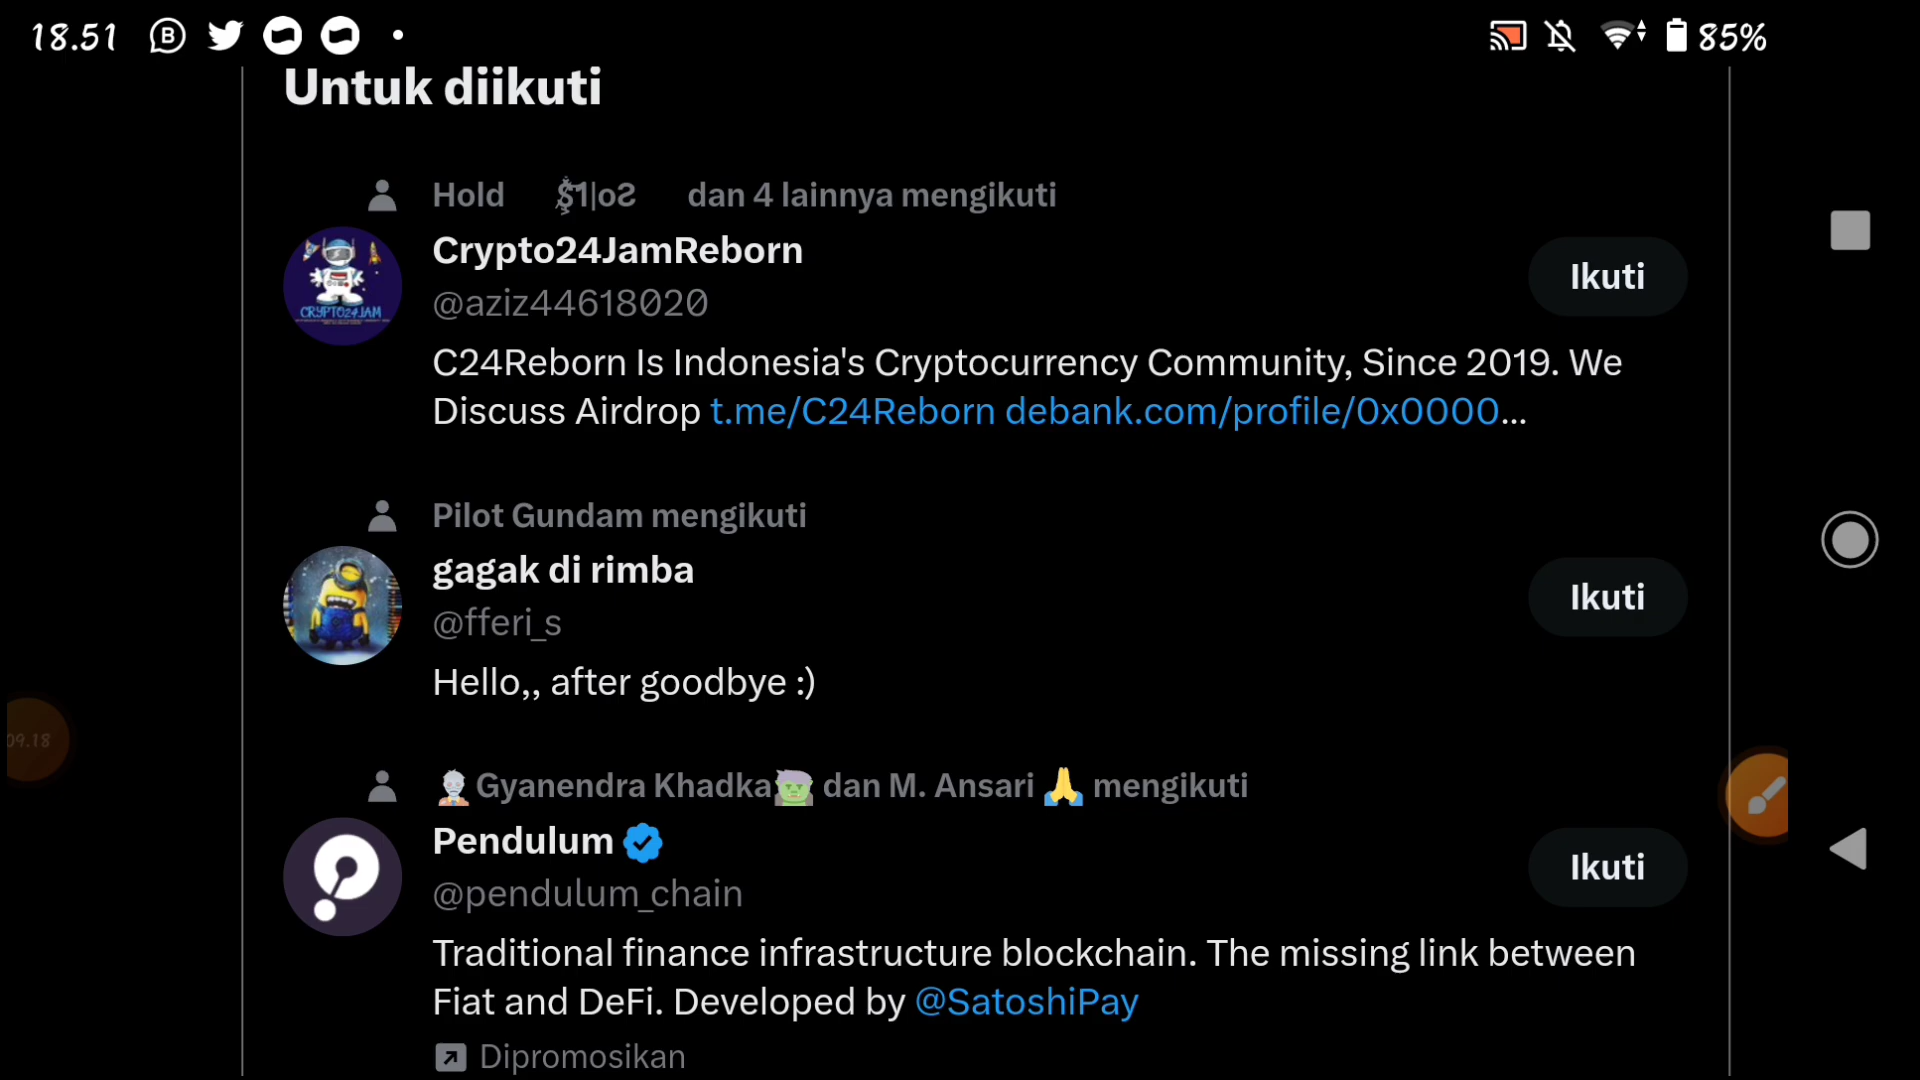 18.51
85%
Untuk diikuti
Hold dan 4 lainnya mengikuti
Crypto24JamReborn
@aziz44618020
Ikuti
CRYPTO24JAM
C24Reborn Is Indonesia's Cryptocurrency Community, Since 2019. We
Discuss Airdrop t.me/C24Reborn debank.com/profile/0x0000...
Pilot Gundam mengikuti
gagak di rimba
@fferi_s
Ikuti
Hello,, after goodbye :)
09.18
Gyanendra Khadka dan M. Ansari 🙏 mengikuti
Pendulum
@pendulum_chain
Ikuti
Traditional finance infrastructure blockchain. The missing link between
Fiat and DeFi. Developed by @SatoshiPay
Dipromosikan